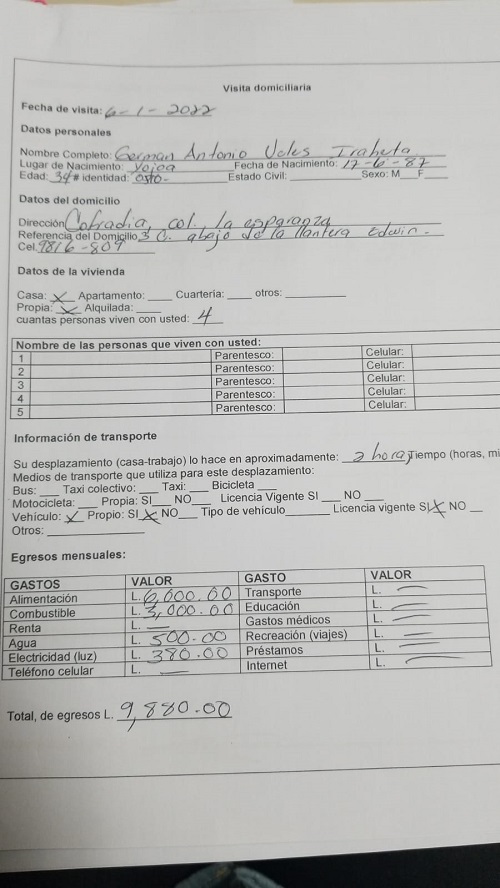 Visita domiciliaria
Fecha de visita: 6-1-2022
Datos personales
Nombre Completo: German Antonio Ucles Iraheta
Lugar de Nacimiento: Yojoa Fecha de Nacimiento: 17-6-87
Edad: 34 # identidad: Estado Civil: Sexo: M F
Datos del domicilio
Dirección Cofradia, col. la esparanza
Referencia del Domicilio 3 C. abajo de la llantera Edwin.
Cel. 9816-809
Datos de la vivienda
Casa: X Apartamento: Cuartería: otros:
Propia: X Alquilada:
cuantas personas viven con usted: 4
Nombre de las personas que viven con usted:
1 Parentesco: Celular:
2 Parentesco: Celular:
3 Parentesco: Celular:
4 Parentesco: Celular:
5 Parentesco: Celular:
Información de transporte
Su desplazamiento (casa-trabajo) lo hace en aproximadamente: 2 horas Tiempo (horas, mi
Medios de transporte que utiliza para este desplazamiento:
Bus: Taxi colectivo: Taxi: Bicicleta
Motocicleta: Propia: SI NO Licencia Vigente SI NO
Vehículo: X Propio: SI X NO Tipo de vehículo Licencia vigente SI X NO
Otros:
Egresos mensuales:
GASTOS VALOR GASTO VALOR
Alimentación L. 6,000.00 Transporte L. —
Combustible L. 3,000.00 Educación L. —
Renta L. — Gastos médicos L. —
Agua L. 500.00 Recreación (viajes) L. —
Electricidad (luz) L. 380.00 Préstamos L. —
Teléfono celular L. — Internet L. —
Total, de egresos L. 9,880.00